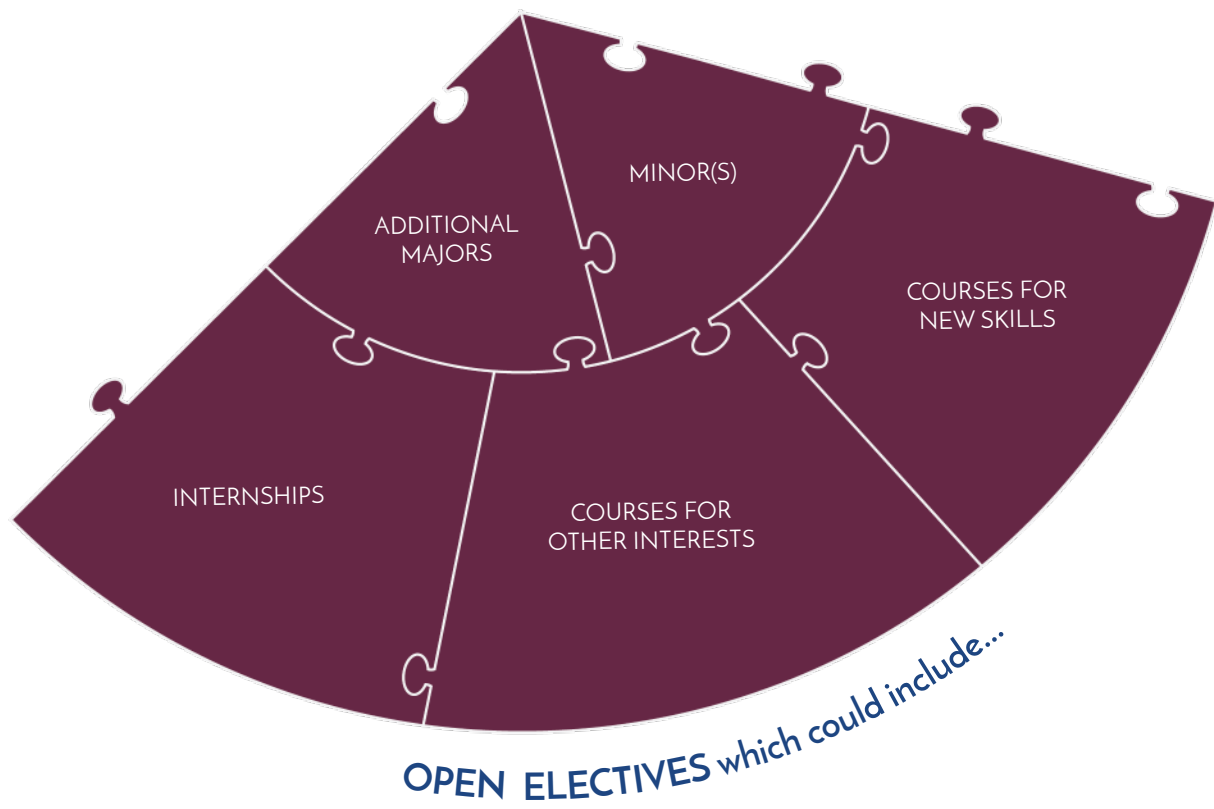 MINOR(S)
ADDITIONAL
MAJORS
COURSES FOR
NEW SKILLS
INTERNSHIPS
COURSES FOR
OTHER INTERESTS
OPEN ELECTIVES which could include...